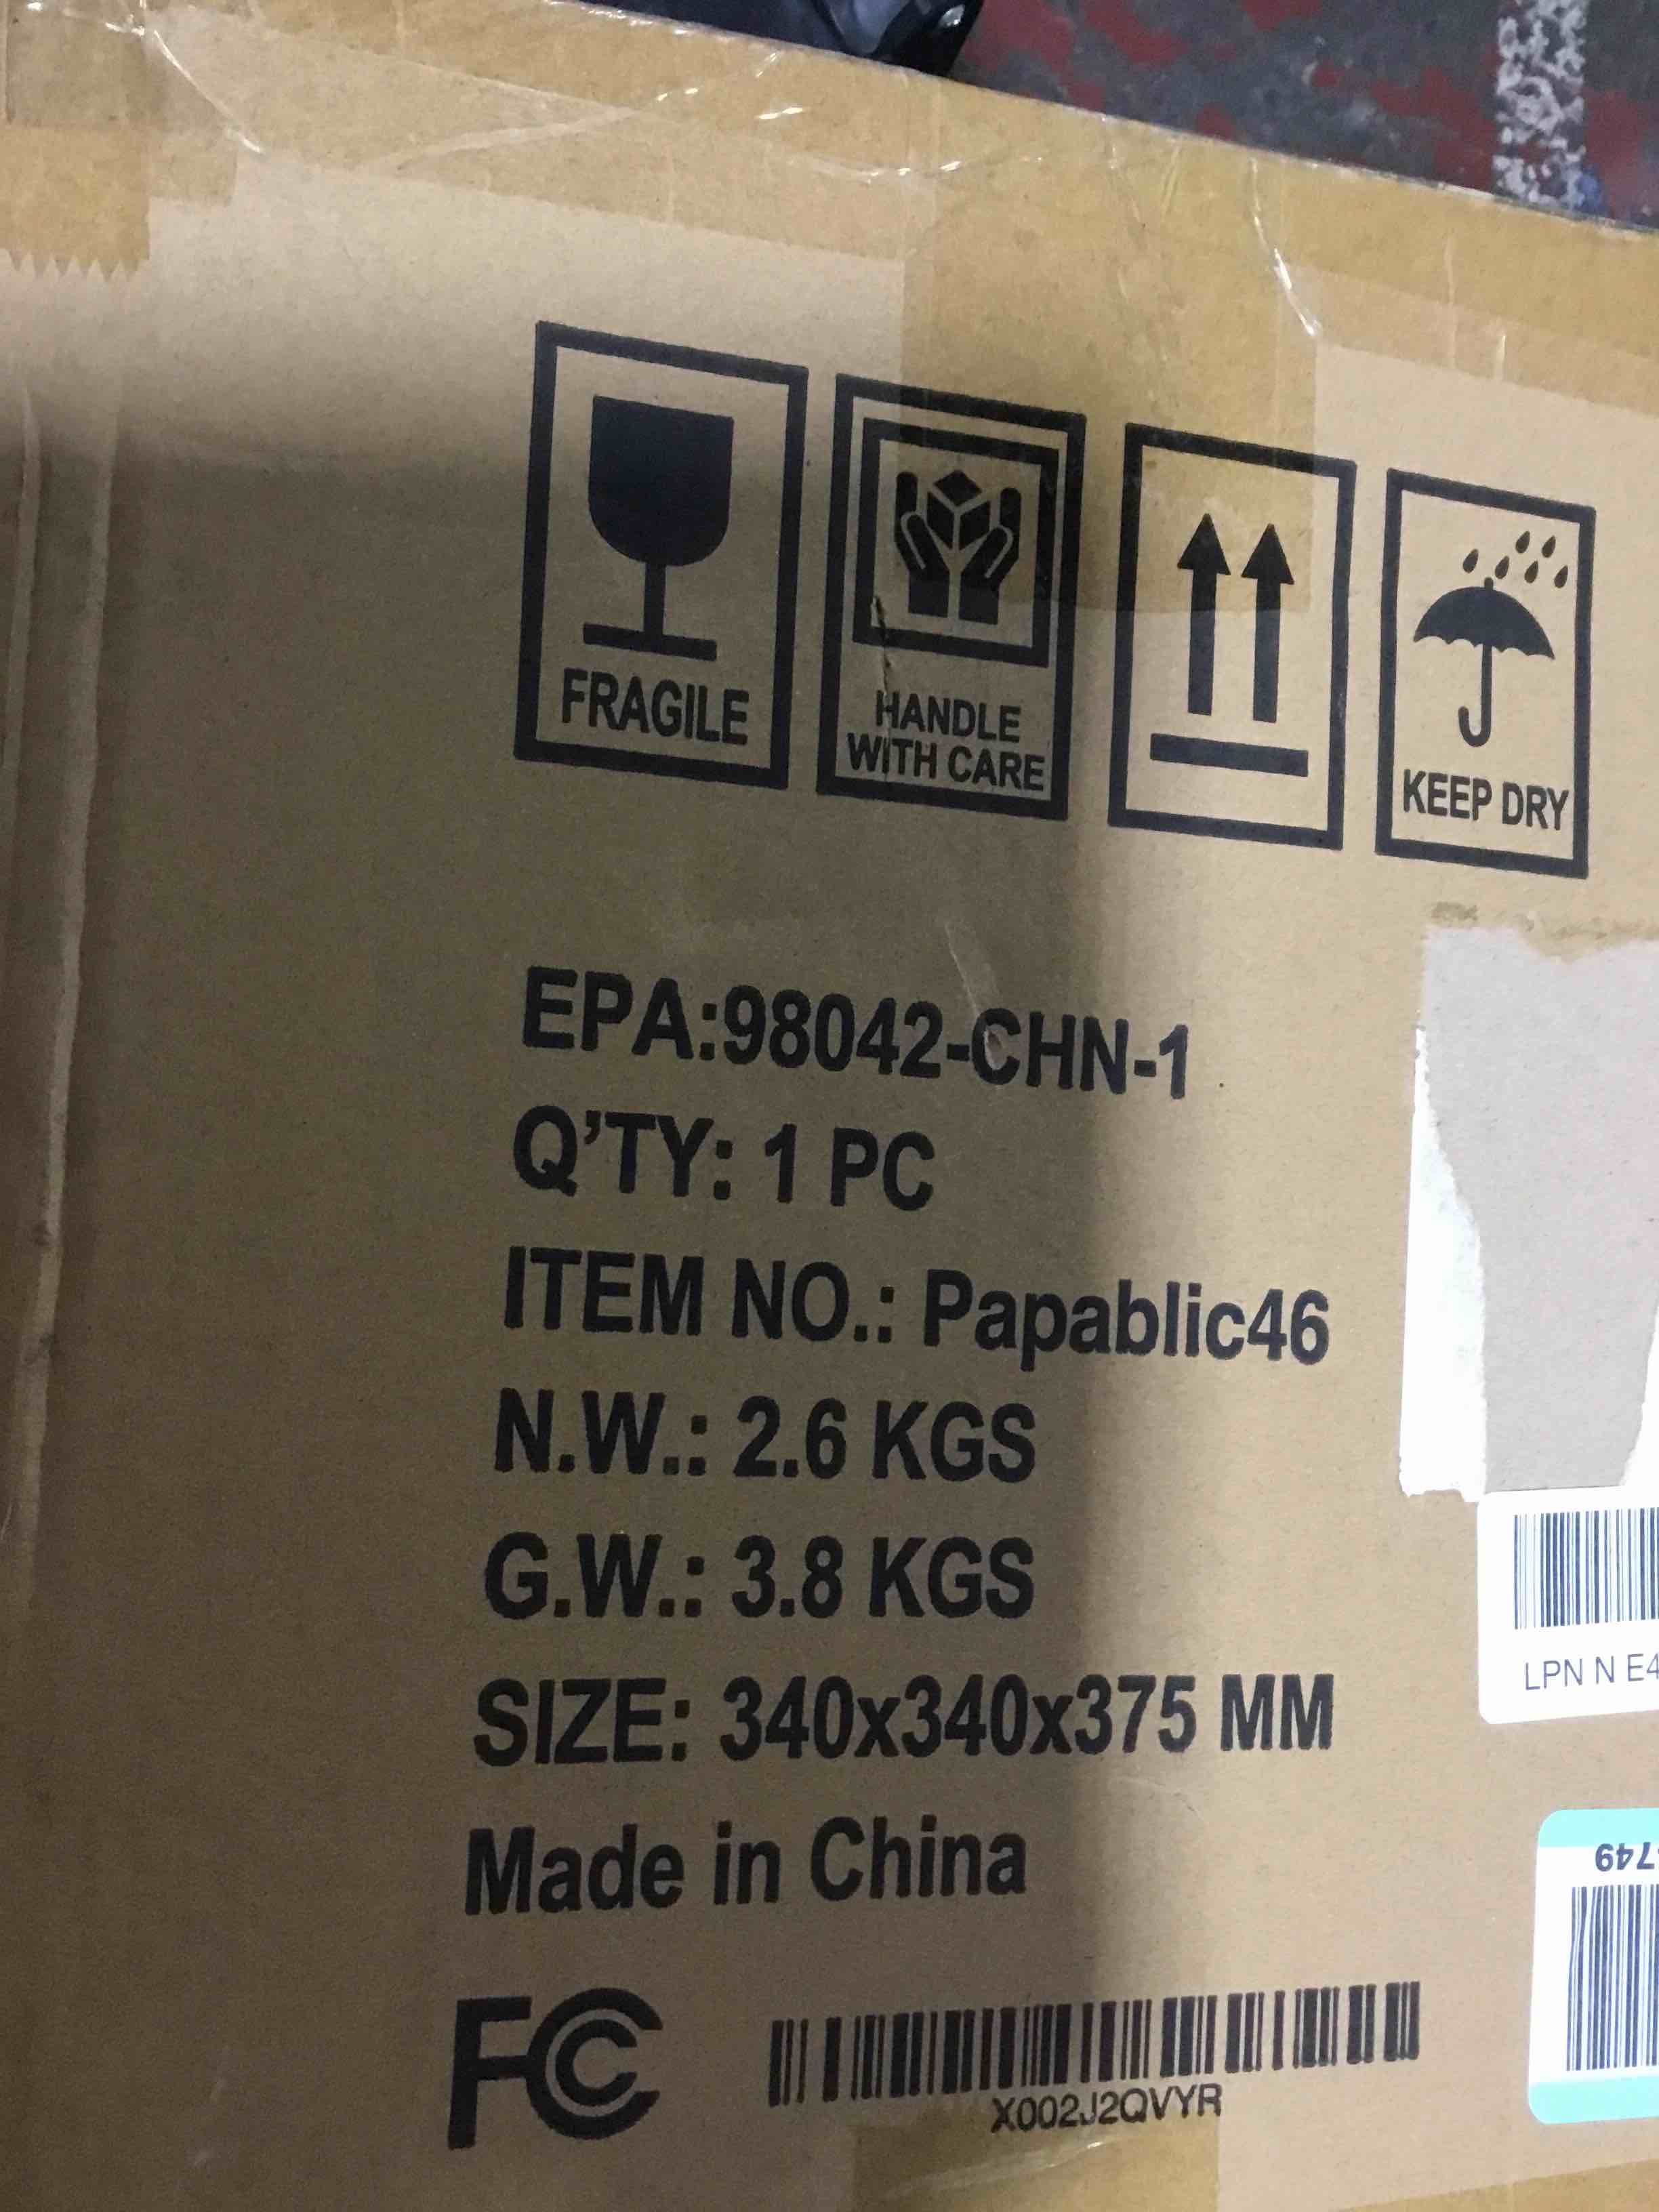 FRAGILE
HANDLE
WITH CARE
KEEP DRY
EPA:98042-CHN-1
Q'TY: 1 PC
ITEM NO.: Papablic46
N.W.: 2.6 KGS
G.W.: 3.8 KGS
SIZE: 340x340x375 MM
Made in China
FC
X002J2QVYR
LPN N E4
749